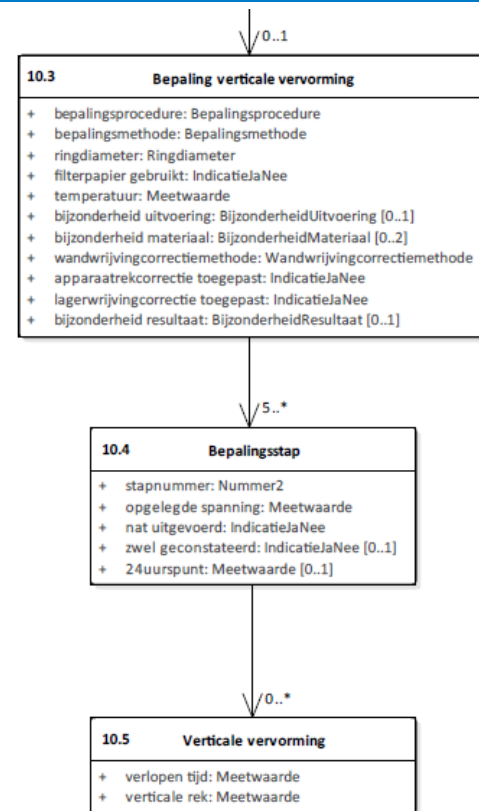 0..1
10.3 Bepaling verticale vervorming
+ bepalingsprocedure: Bepalingsprocedure
+ bepalingsmethode: Bepalingsmethode
+ ringdiameter: Ringdiameter
+ filterpapier gebruikt: IndicatieJaNee
+ temperatuur: Meetwaarde
+ bijzonderheid uitvoering: BijzonderheidUitvoering [0..1]
+ bijzonderheid materiaal: BijzonderheidMateriaal [0..2]
+ wandwrijvingcorrectiemethode: Wandwrijvingcorrectiemethode
+ apparaatrekcorrectie toegepast: IndicatieJaNee
+ lagerwrijvingcorrectie toegepast: IndicatieJaNee
+ bijzonderheid resultaat: BijzonderheidResultaat [0..1]
5..*
10.4 Bepalingsstap
+ stapnummer: Nummer2
+ opgelegde spanning: Meetwaarde
+ nat uitgevoerd: IndicatieJaNee
+ zwel geconstateerd: IndicatieJaNee [0..1]
+ 24uurspunt: Meetwaarde [0..1]
0..*
10.5 Verticale vervorming
+ verlopen tijd: Meetwaarde
+ verticale rek: Meetwaarde